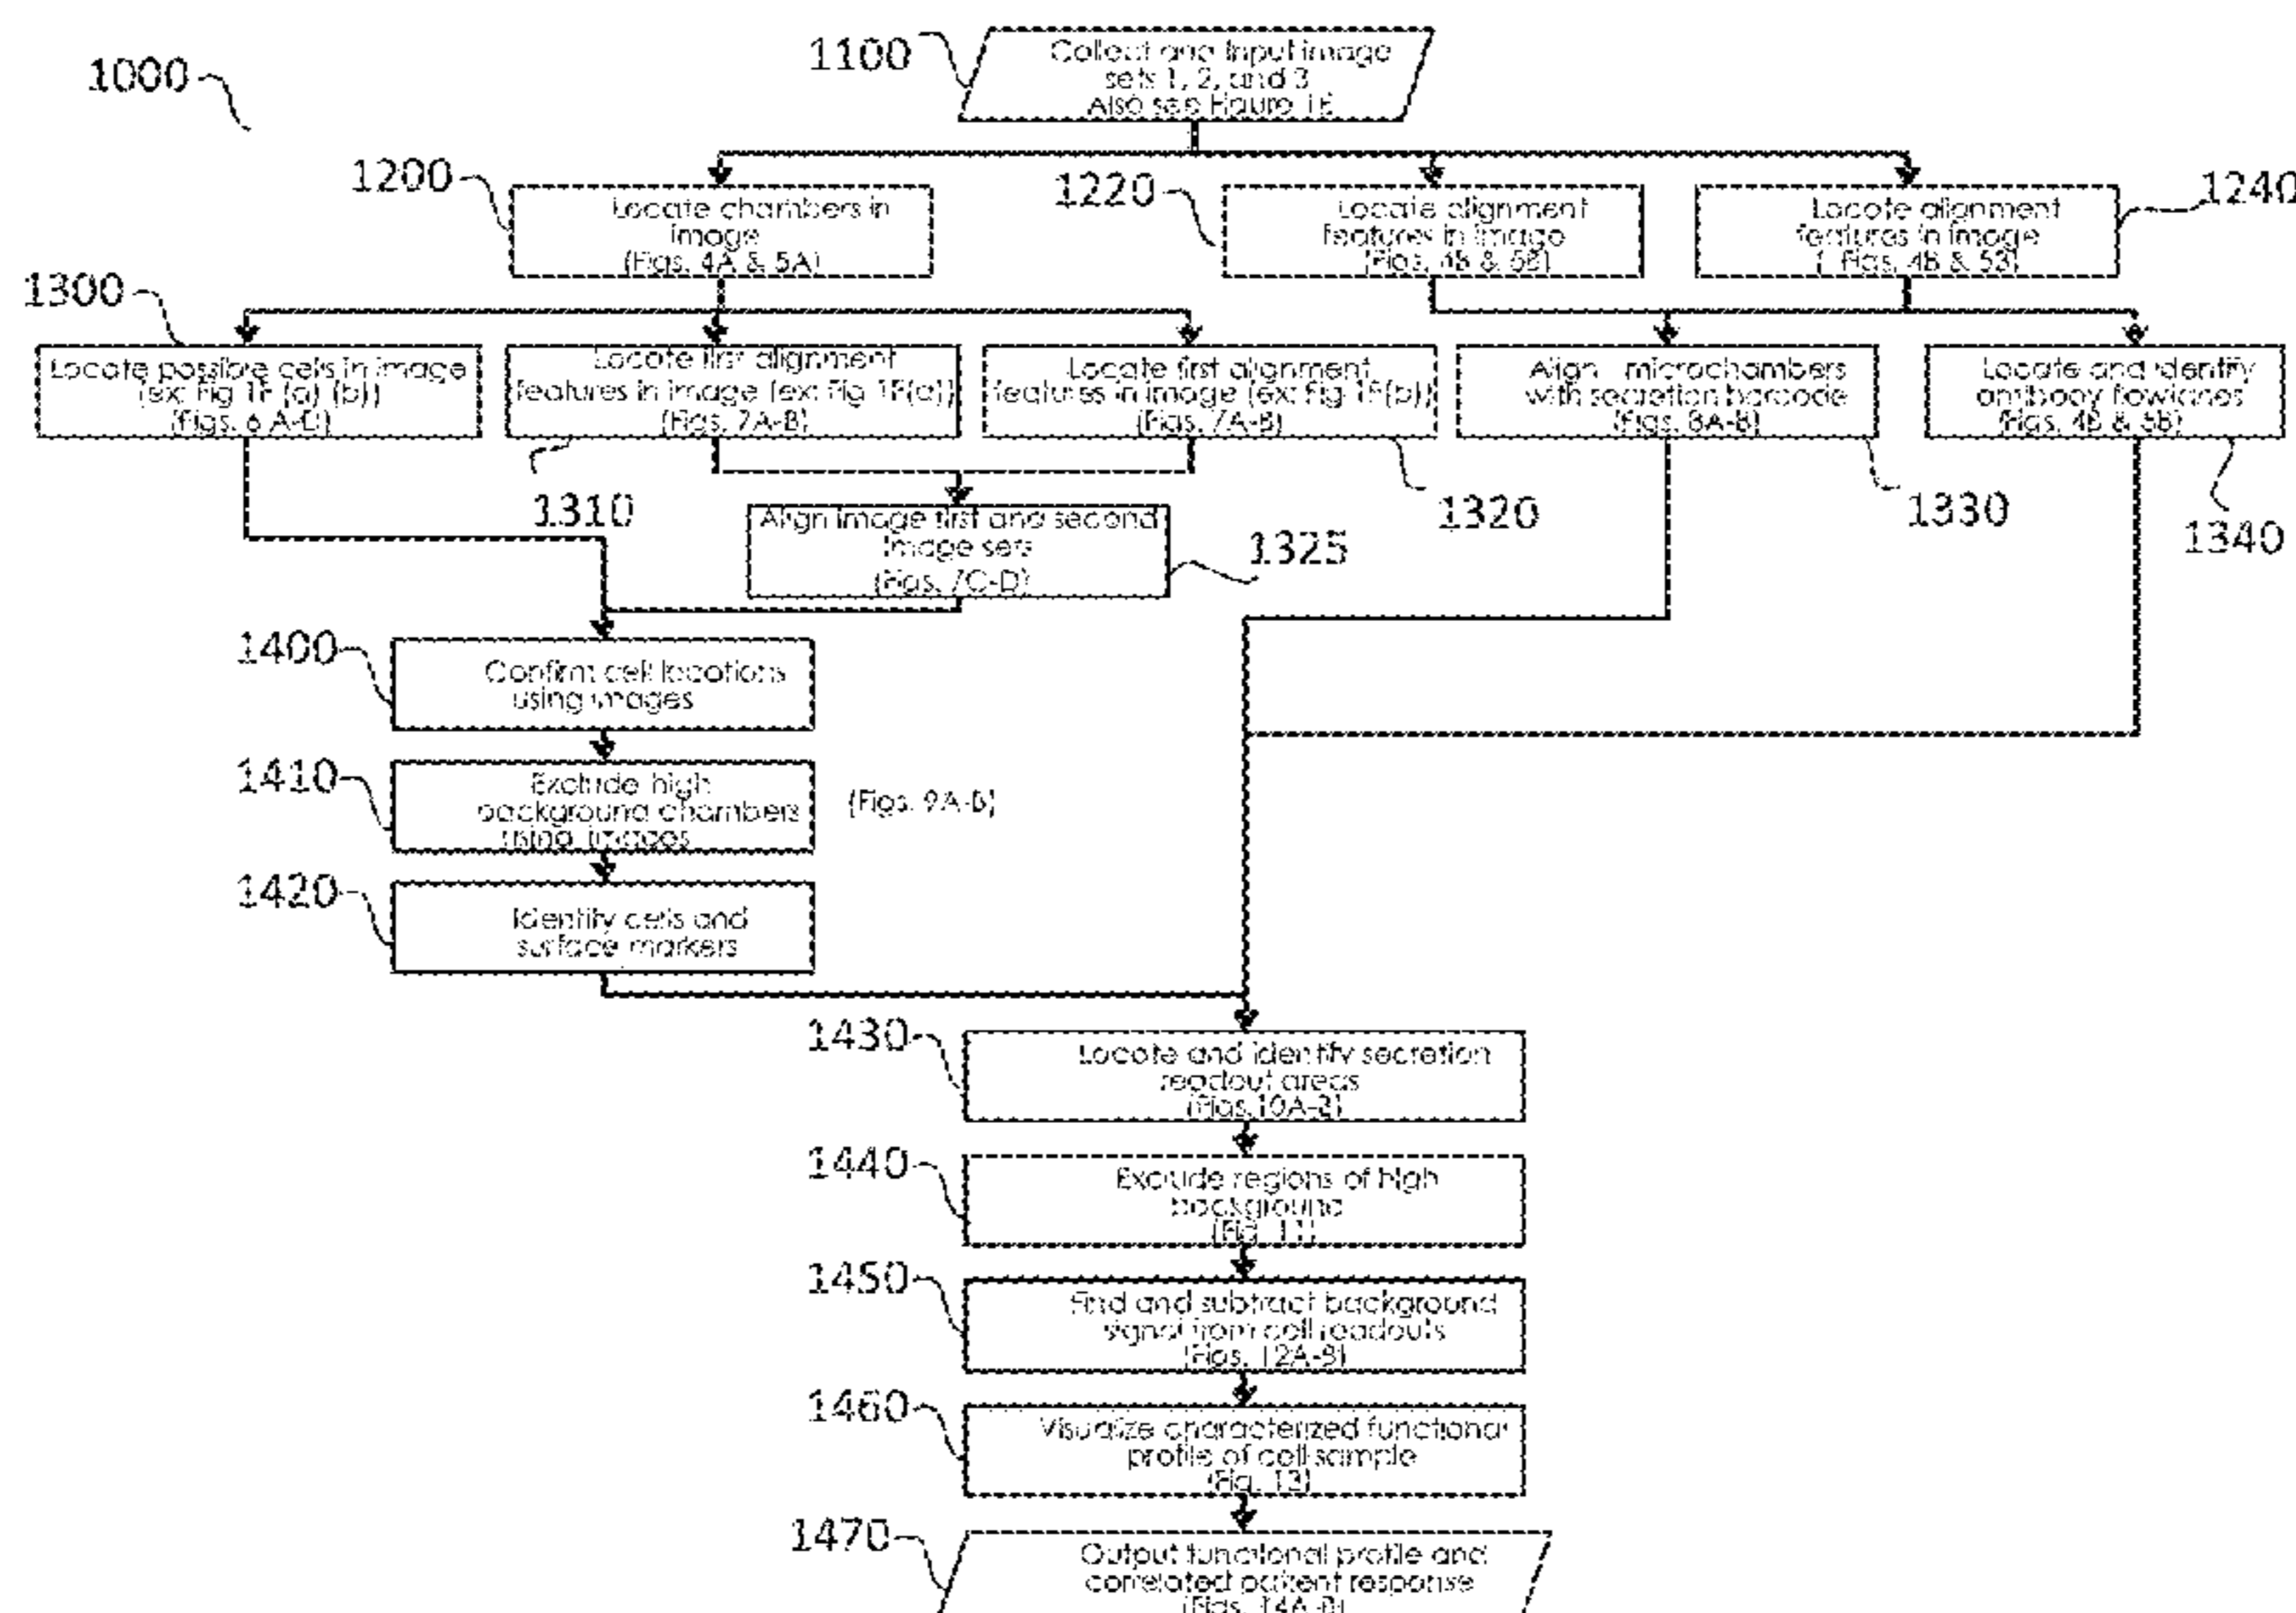 1000
1100
Collect and Input image
sets 1, 2, and 3
Also see Figure 1E
1200
Locate chambers in
image
(Figs. 4A & 5A)
1220
Locate alignment
features in image
(Figs. 4B & 5B)
1240
Locate alignment
features in image
( Figs. 4B & 5B)
1300
Locate possible cells in image
(ex: Fig 1F (a) (b))
(Figs. 6 A-D)
Locate first alignment
features in image (ex: Fig 1F(a))
(Figs. 7A-B)
1310
Locate first alignment
features in image (ex: Fig 1F(b))
(Figs. 7A-B)
1320
Align microchambers
with secretion barcode
(Figs. 8A-B)
1330
Locate and identify
antibody flowlanes
(Figs. 4B & 5B)
1340
Align image first and second
image sets
(Figs. 7C-D)
1325
1400
Confirm cell locations
using images
1410
Exclude high
background chambers
using images
(Figs. 9A-B)
1420
Identify cells and
surface markers
1430
Locate and identify secretion
readout areas
(Figs.10A-B)
1440
Exclude regions of high
background
(Fig. 11)
1450
Find and subtract background
signal from cell readouts
(Figs. 12A-B)
1460
Visualize characterized functional
profile of cell sample
(Fig. 13)
1470
Output functional profile and
correlated patient response
(Figs. 14A-B)